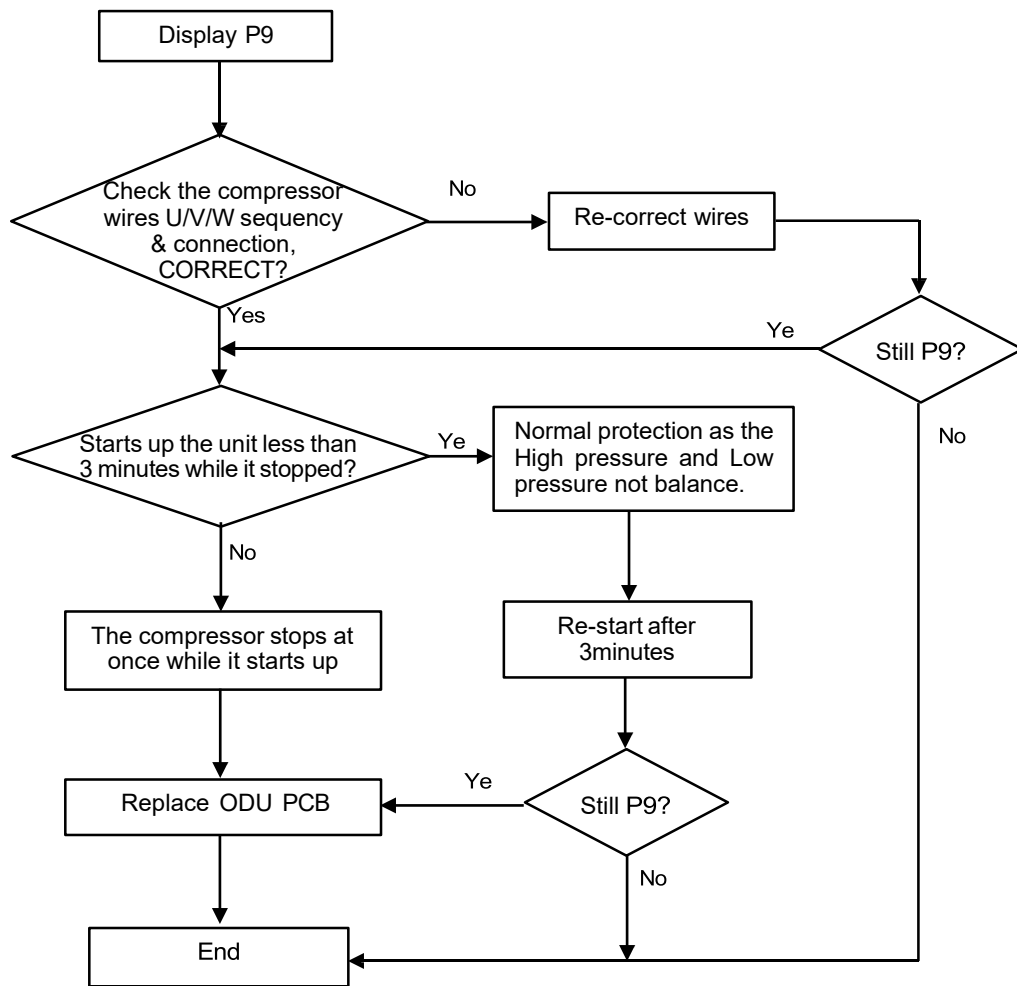 Display P9
Check the compressor
wires U/V/W sequency
& connection,
CORRECT?
No
Re-correct wires
Yes
Ye
Still P9?
No
Starts up the unit less than
3 minutes while it stopped?
Ye
Normal protection as the
High pressure and Low
pressure not balance.
No
The compressor stops at
once while it starts up
Re-start after
3minutes
Replace ODU PCB
Ye
Still P9?
No
End